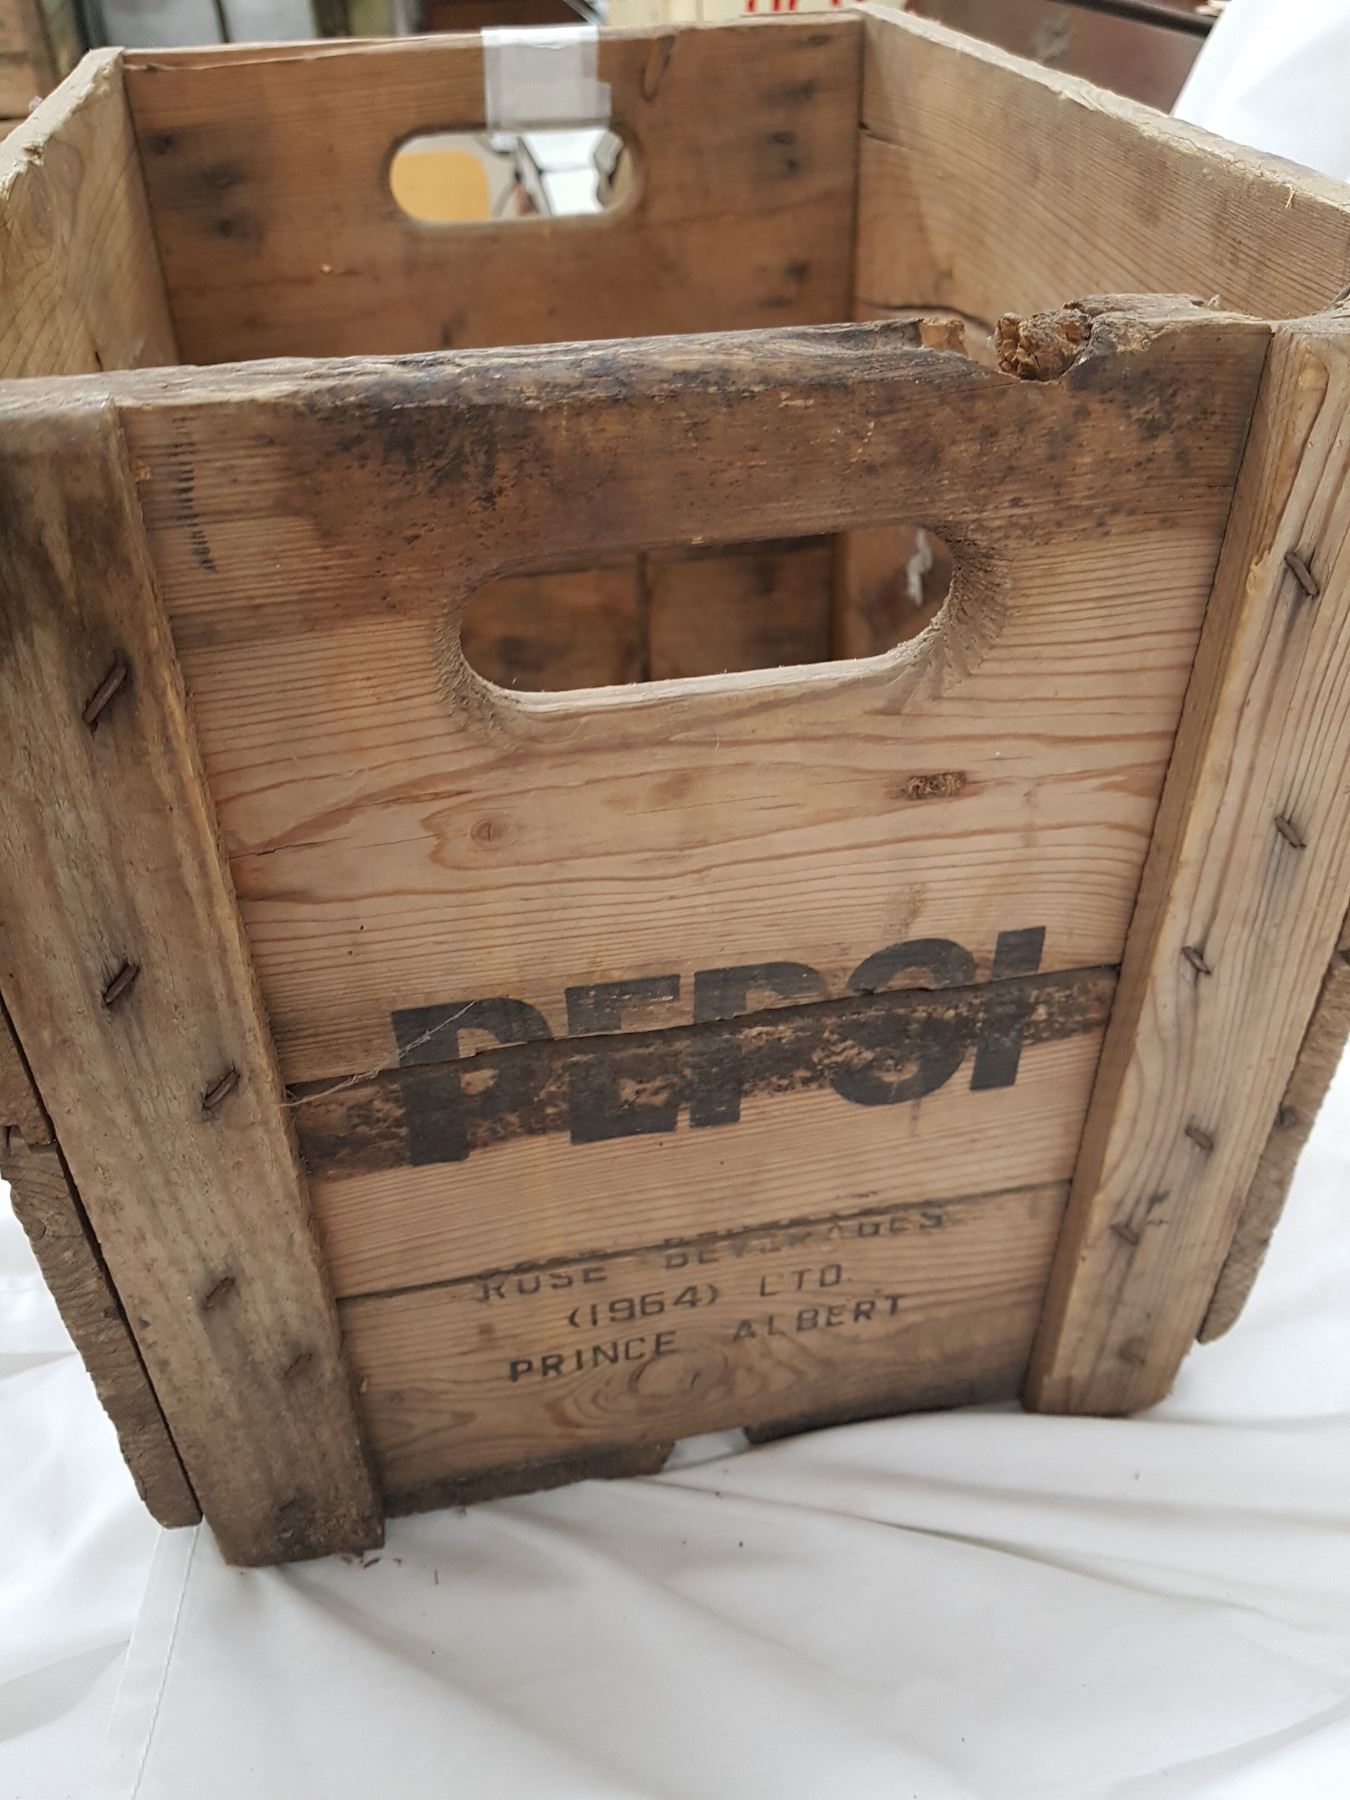 PEPSI
ROSE BEVERAGES
(1964) LTD.
PRINCE ALBERT